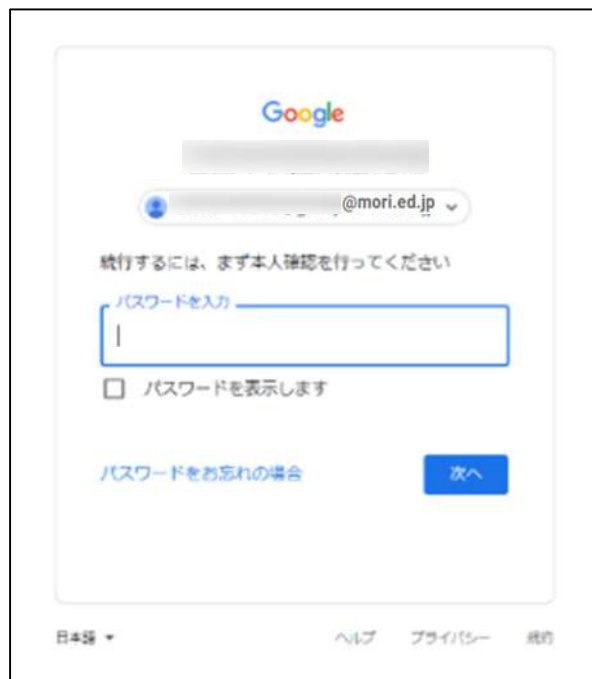 Google
@mori.ed.jp
続行するには、まず本人確認を行ってください
パスワードを入力
パスワードを表示します
パスワードをお忘れの場合
次へ
日本語
ヘルプ プライバシー 規約